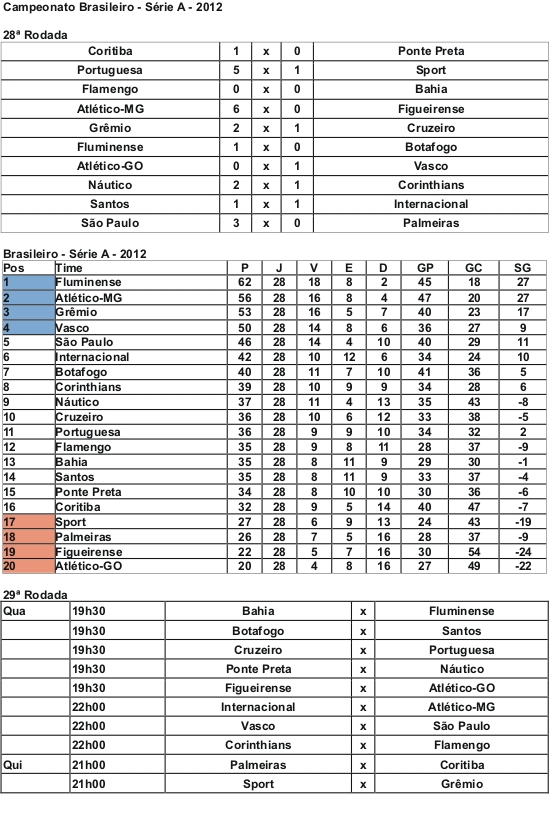 Campeonato Brasileiro - Série A - 2012
28ª Rodada
Coritiba 1 x 0 Ponte Preta
Portuguesa 5 x 1 Sport
Flamengo 0 x 0 Bahia
Atlético-MG 6 x 0 Figueirense
Grêmio 2 x 1 Cruzeiro
Fluminense 1 x 0 Botafogo
Atlético-GO 0 x 1 Vasco
Náutico 2 x 1 Corinthians
Santos 1 x 1 Internacional
São Paulo 3 x 0 Palmeiras
Brasileiro - Série A - 2012
Pos Time P J V E D GP GC SG
1 Fluminense 62 28 18 8 2 45 18 27
2 Atlético-MG 56 28 16 8 4 47 20 27
3 Grêmio 53 28 16 5 7 40 23 17
4 Vasco 50 28 14 8 6 36 27 9
5 São Paulo 46 28 14 4 10 40 29 11
6 Internacional 42 28 10 12 6 34 24 10
7 Botafogo 40 28 11 7 10 41 36 5
8 Corinthians 39 28 10 9 9 34 28 6
9 Náutico 37 28 11 4 13 35 43 -8
10 Cruzeiro 36 28 10 6 12 33 38 -5
11 Portuguesa 36 28 9 9 10 34 32 2
12 Flamengo 35 28 9 8 11 28 37 -9
13 Bahia 35 28 8 11 9 29 30 -1
14 Santos 35 28 8 11 9 33 37 -4
15 Ponte Preta 34 28 8 10 10 30 36 -6
16 Coritiba 32 28 9 5 14 40 47 -7
17 Sport 27 28 6 9 13 24 43 -19
18 Palmeiras 26 28 7 5 16 28 37 -9
19 Figueirense 22 28 5 7 16 30 54 -24
20 Atlético-GO 20 28 4 8 16 27 49 -22
29ª Rodada
Qua 19h30 Bahia x Fluminense
19h30 Botafogo x Santos
19h30 Cruzeiro x Portuguesa
19h30 Ponte Preta x Náutico
19h30 Figueirense x Atlético-GO
22h00 Internacional x Atlético-MG
22h00 Vasco x São Paulo
22h00 Corinthians x Flamengo
Qui 21h00 Palmeiras x Coritiba
21h00 Sport x Grêmio